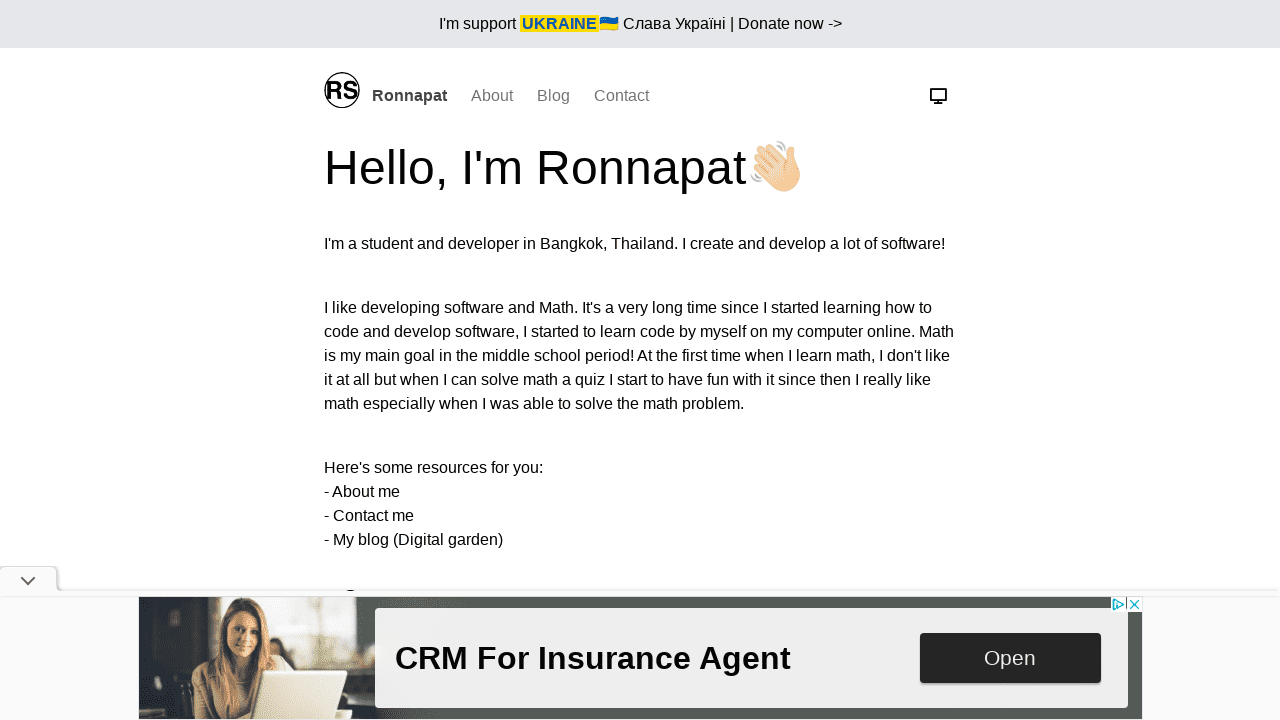 I'm support UKRAINE🇺🇦 Слава Україні | Donate now ->
RS Ronnapat About Blog Contact
Hello, I'm Ronnapat👋🏼
I'm a student and developer in Bangkok, Thailand. I create and develop a lot of software!
I like developing software and Math. It's a very long time since I started learning how to
code and develop software, I started to learn code by myself on my computer online. Math
is my main goal in the middle school period! At the first time when I learn math, I don't like
it at all but when I can solve math a quiz I start to have fun with it since then I really like
math especially when I was able to solve the math problem.
Here's some resources for you:
- About me
- Contact me
- My blog (Digital garden)
CRM For Insurance Agent
Open